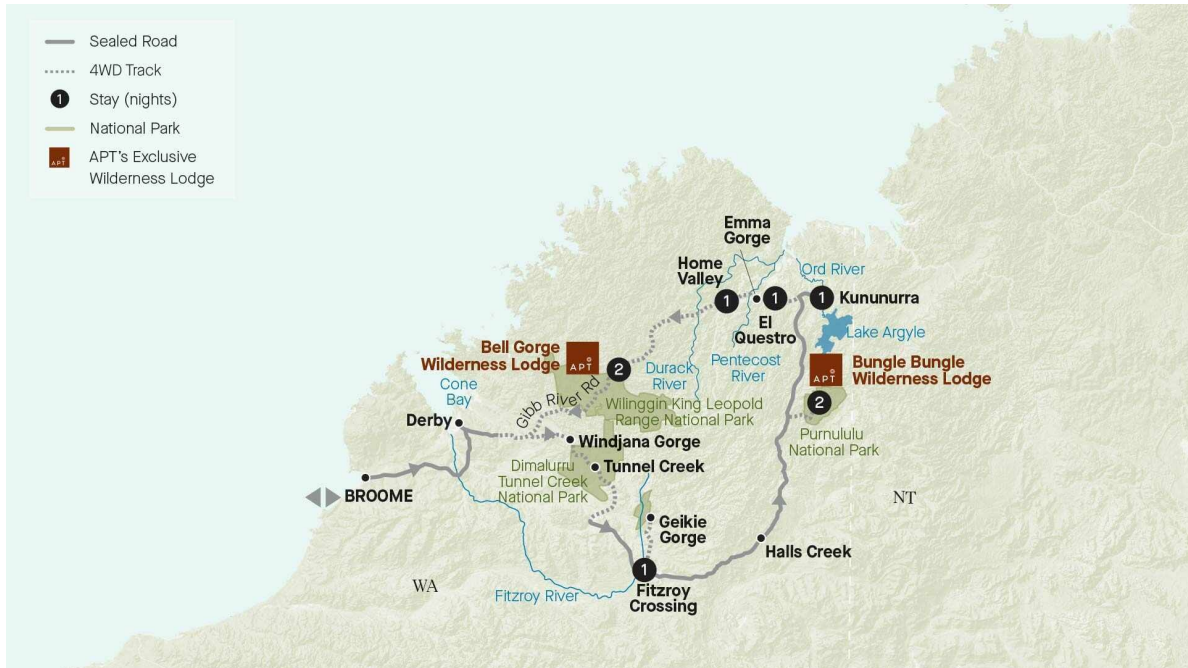 Sealed Road
4WD Track
1
Stay (nights)
National Park
APT
APT's Exclusive
Wilderness Lodge
Emma
Gorge
Home
Valley
Ord River
1
1
1
Kununurra
El
Questro
Lake Argyle
Bell Gorge
Wilderness Lodge
APT
2
Durack
River
Pentecost
River
APT
Bungle Bungle
Wilderness Lodge
Cone
Bay
Gibb River Rd
Wilinggin King Leopold
Range National Park
2
Derby
Windjana Gorge
Purnululu
National Park
Dimalurru
Tunnel Creek
National Park
Tunnel Creek
BROOME
NT
Geikie
Gorge
Halls Creek
WA
Fitzroy River
1
Fitzroy
Crossing